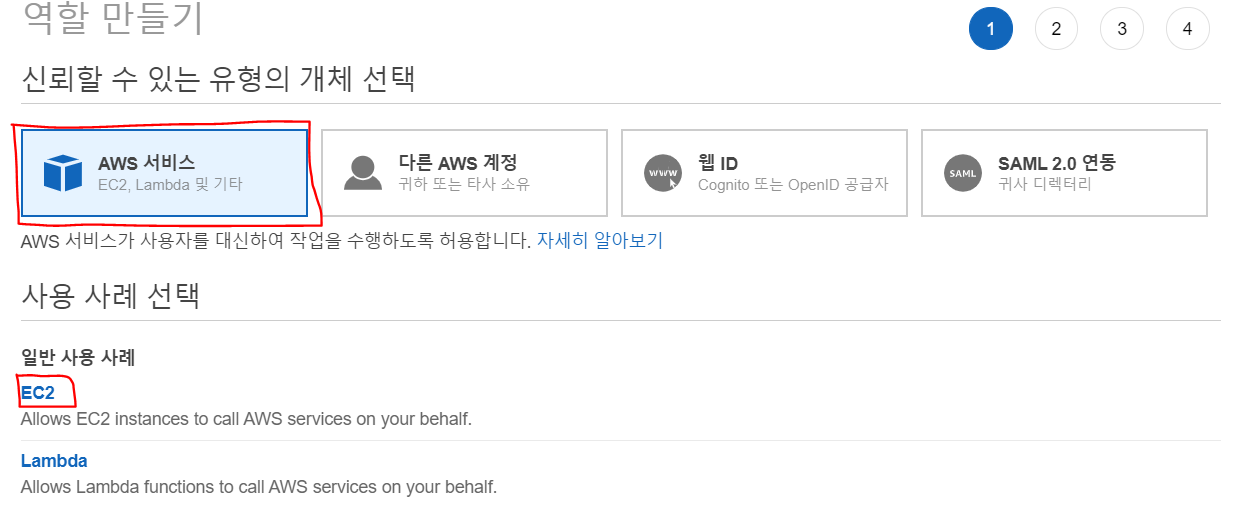 역할 만들기
1 2 3 4
신뢰할 수 있는 유형의 개체 선택
AWS 서비스
EC2, Lambda 및 기타
다른 AWS 계정
귀하 또는 타사 소유
www
웹 ID
Cognito 또는 OpenID 공급자
SAML
SAML 2.0 연동
귀사 디렉터리
AWS 서비스가 사용자를 대신하여 작업을 수행하도록 허용합니다. 자세히 알아보기
사용 사례 선택
일반 사용 사례
EC2
Allows EC2 instances to call AWS services on your behalf.
Lambda
Allows Lambda functions to call AWS services on your behalf.